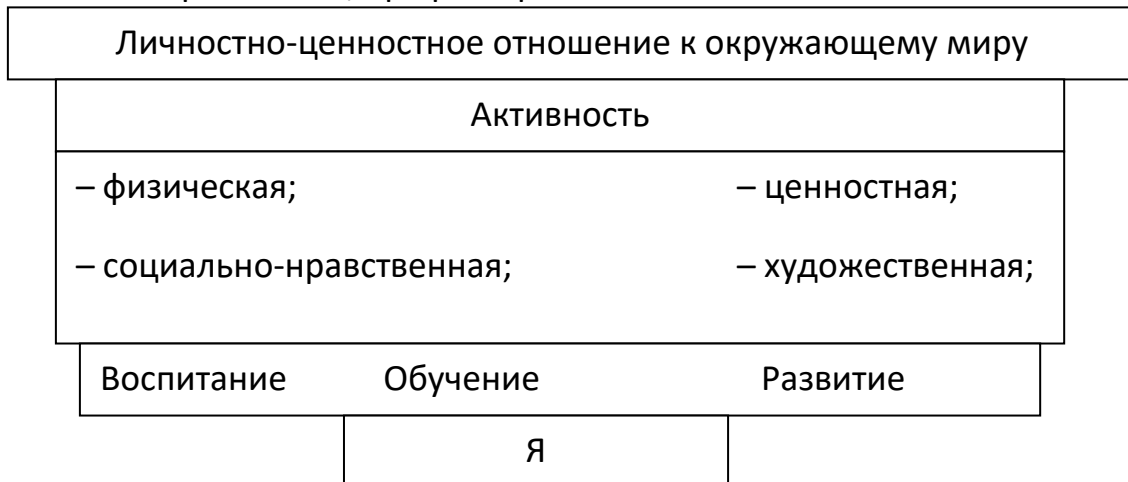 Личностно-ценностное отношение к окружающему миру
Активность
– физическая; – ценностная;
– социально-нравственная; – художественная;
Воспитание Обучение Развитие
Я